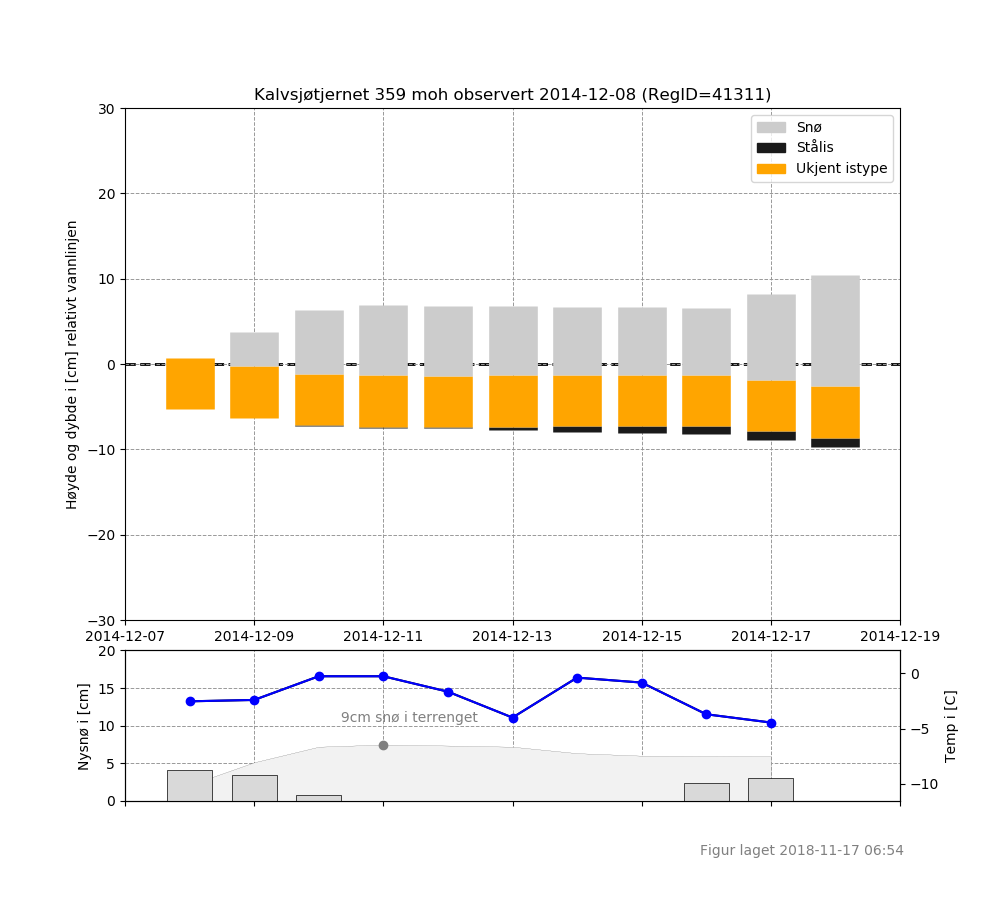 Kalvsjøtjernet 359 moh observert 2014-12-08 (RegID=41311)
Snø
Stålis
Ukjent istype
Høyde og dybde i [cm] relativt vannlinjen
30
20
10
0
−10
−20
−30
2014-12-07 2014-12-09 2014-12-11 2014-12-13 2014-12-15 2014-12-17 2014-12-19
Nysnø i [cm]
20
15
10
5
0
9cm snø i terrenget
0
−5
−10
Temp i [C]
Figur laget 2018-11-17 06:54